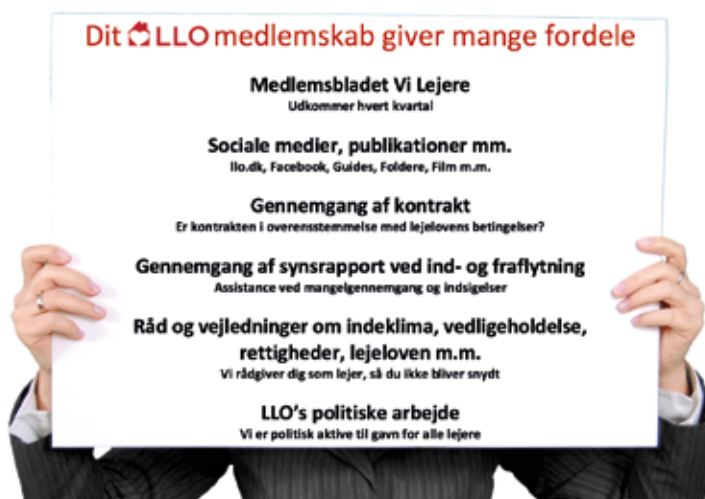 Dit LLO medlemskab giver mange fordele
Medlemsbladet Vi Lejere
Udkommer hvert kvartal
Sociale medier, publikationer mm.
llo.dk, Facebook, Guides, Foldere, Film m.m.
Gennemgang af kontrakt
Er kontrakten i overensstemmelse med lejelovens betingelser?
Gennemgang af synsrapport ved ind- og fraflytning
Assistance ved mangelgennemgang og indsigelser
Råd og vejledninger om indeklima, vedligeholdelse,
rettigheder, lejeloven m.m.
Vi rådgiver dig som lejer, så du ikke bliver snydt
LLO's politiske arbejde
Vi er politisk aktive til gavn for alle lejere